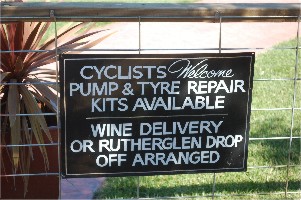 CYCLISTS Welcome
PUMP & TYRE REPAIR
KITS AVAILABLE
WINE DELIVERY
OR RUTHERGLEN DROP
OFF ARRANGED